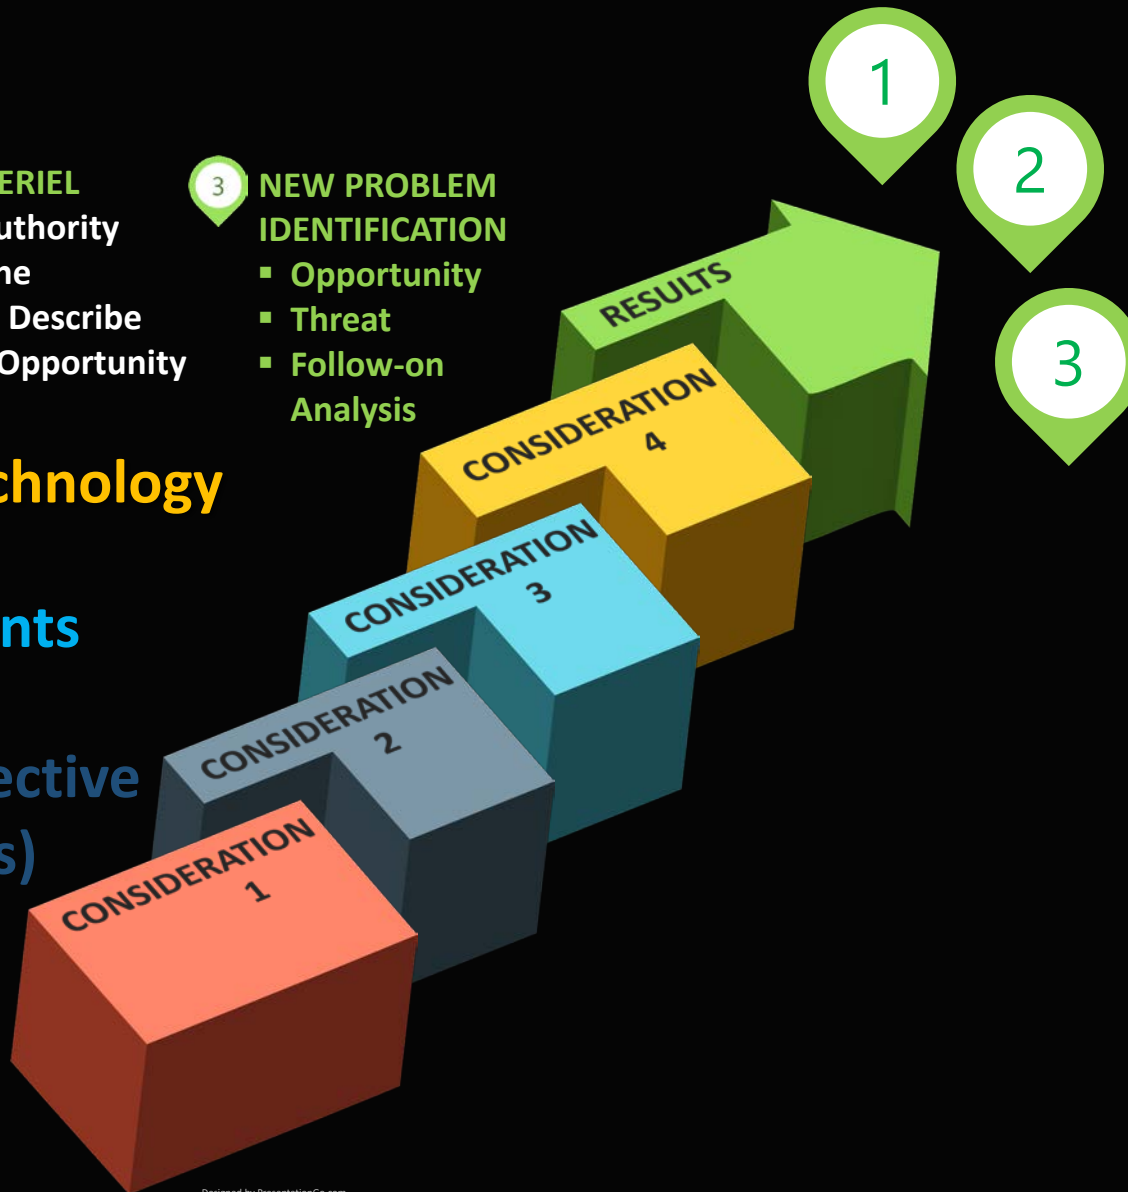 1
2
3
ERIEL
uthority
ne
Describe
Opportunity
3 NEW PROBLEM
IDENTIFICATION
▪ Opportunity
▪ Threat
▪ Follow-on
Analysis
chnology
nts
ective
s)
RESULTS
CONSIDERATION
4
CONSIDERATION
3
CONSIDERATION
2
CONSIDERATION
1